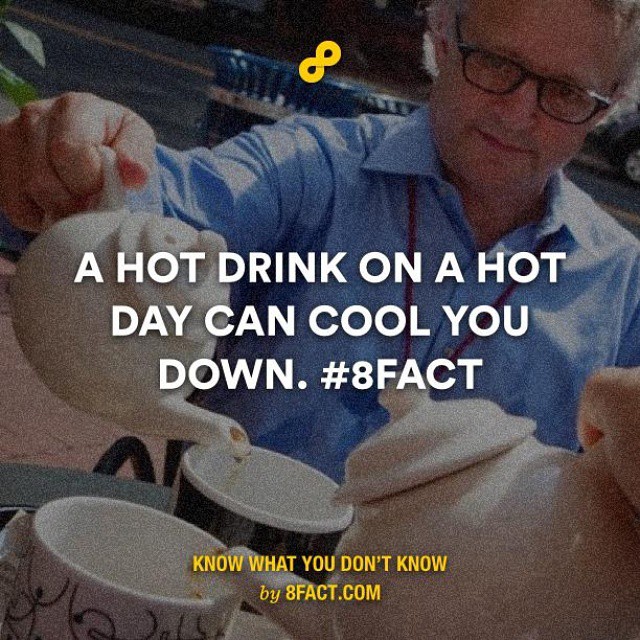 A HOT DRINK ON A HOT
DAY CAN COOL YOU
DOWN. #8FACT
KNOW WHAT YOU DON'T KNOW
by 8FACT.COM